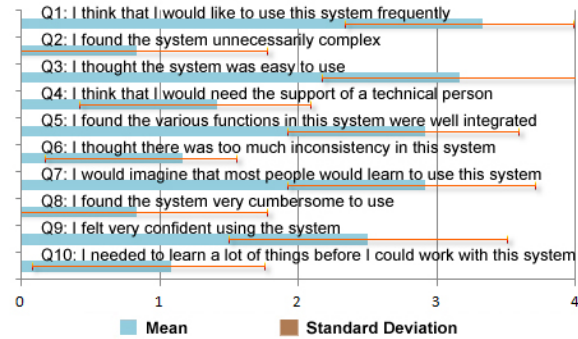 Q1: I think that I would like to use this system frequently
Q2: I found the system unnecessarily complex
Q3: I thought the system was easy to use
Q4: I think that I would need the support of a technical person
Q5: I found the various functions in this system were well integrated
Q6: I thought there was too much inconsistency in this system
Q7: I would imagine that most people would learn to use this system
Q8: I found the system very cumbersome to use
Q9: I felt very confident using the system
Q10: I needed to learn a lot of things before I could work with this system
0 1 2 3 4
Mean Standard Deviation